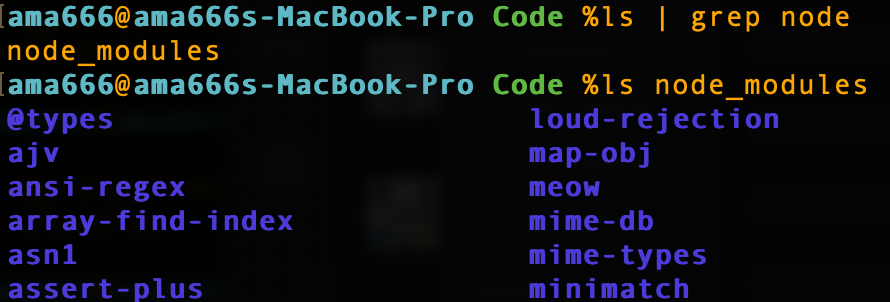 [ama666@ama666s-MacBook-Pro Code %ls | grep node
node_modules
[ama666@ama666s-MacBook-Pro Code %ls node_modules
@types loud-rejection
ajv map-obj
ansi-regex meow
array-find-index mime-db
asn1 mime-types
assert-plus minimatch